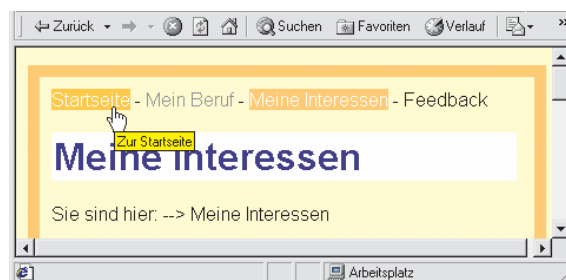 Zurück Suchen Favoriten Verlauf »
Startseite - Mein Beruf - Meine Interessen - Feedback
Zur Startseite
Meine Interessen
Sie sind hier: --> Meine Interessen
Arbeitsplatz